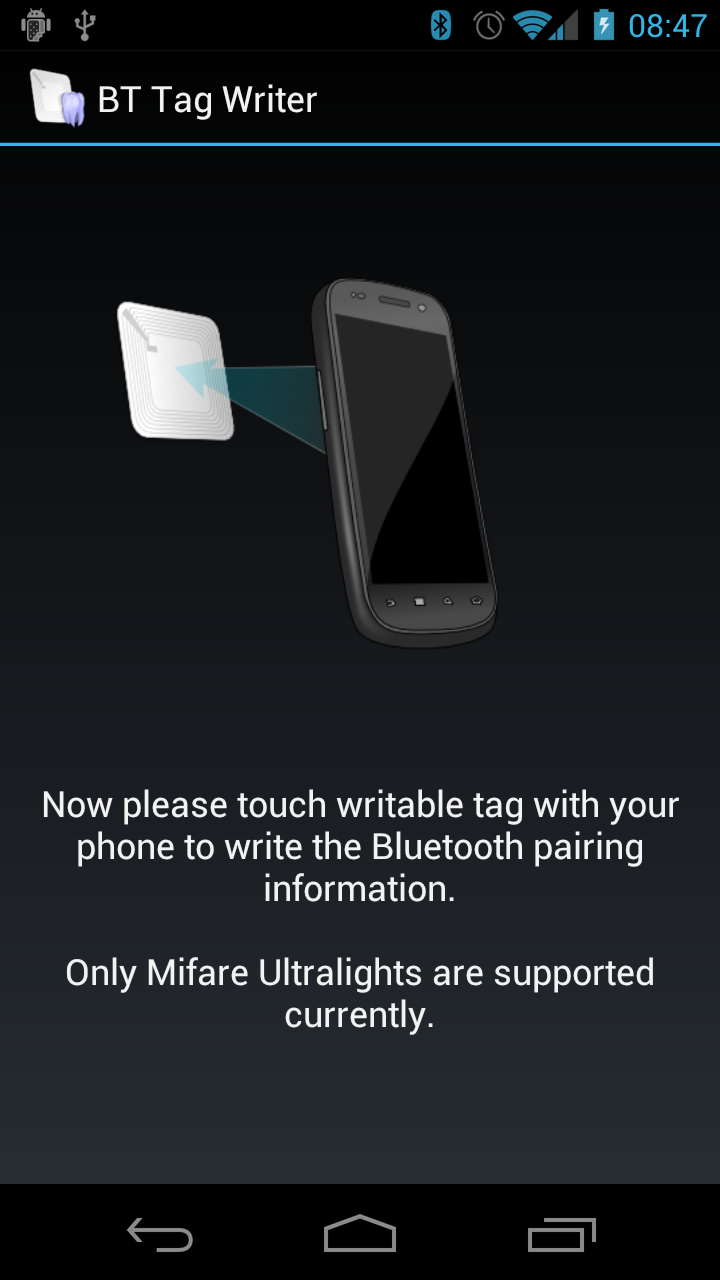 08:47
BT Tag Writer
Now please touch writable tag with your
phone to write the Bluetooth pairing
information.
Only Mifare Ultralights are supported
currently.